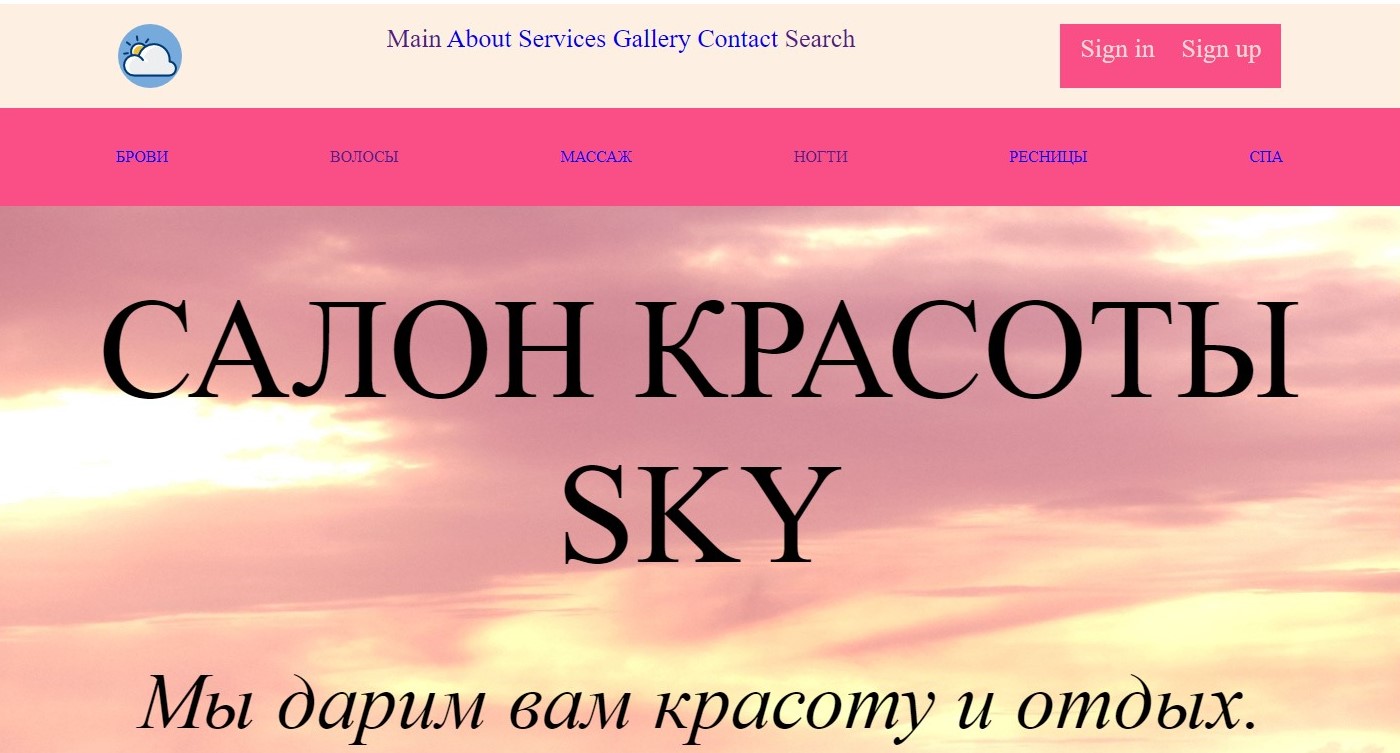 Main About Services Gallery Contact Search Sign in Sign up
БРОВИ ВОЛОСЫ МАССАЖ НОГТИ РЕСНИЦЫ СПА
САЛОН КРАСОТЫ
SKY
Мы дарим вам красоту и отдых.